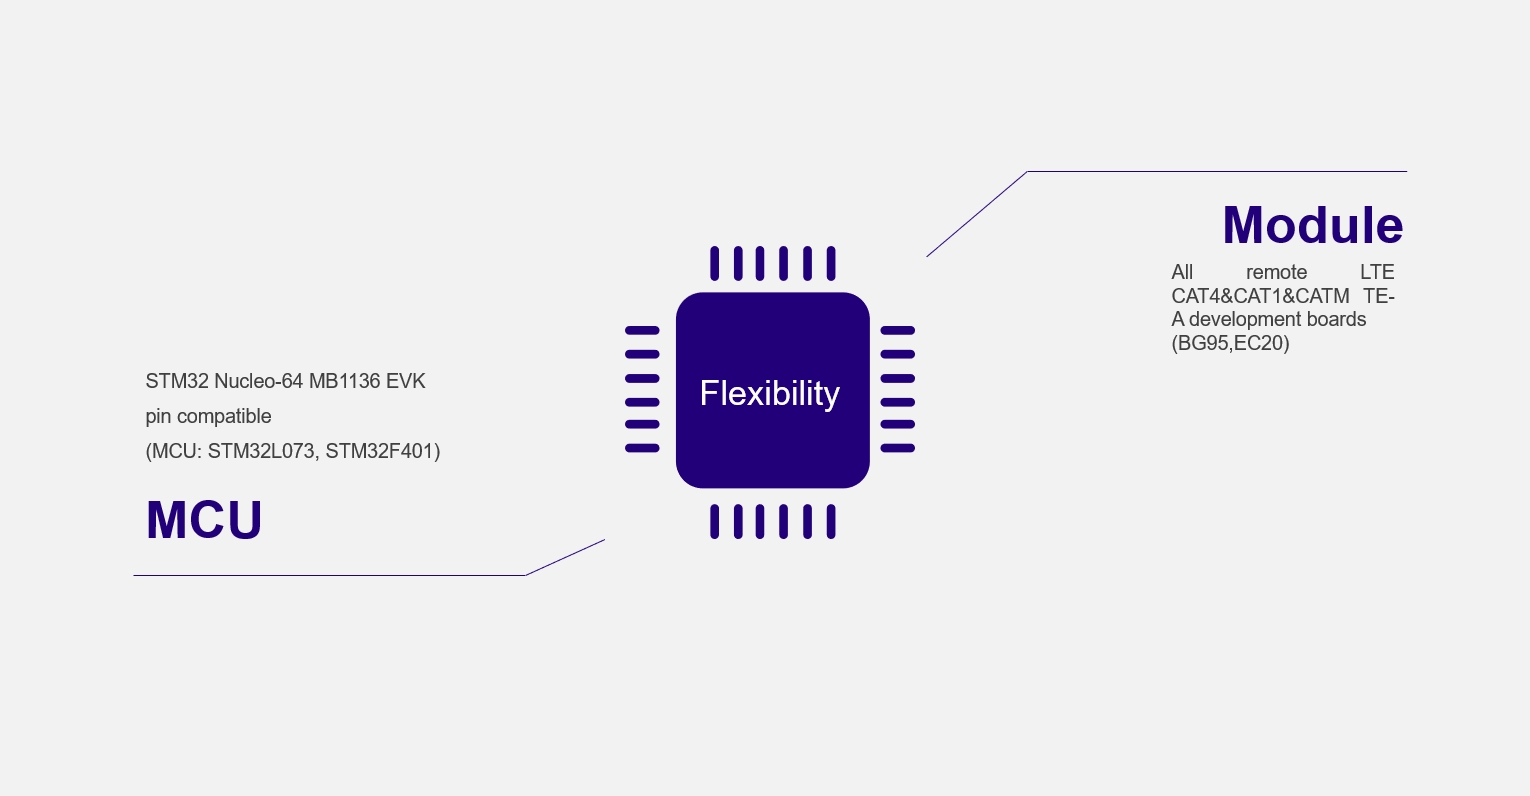 Module
All remote LTE
CAT4&CAT1&CATM TE-
A development boards
(BG95,EC20)
Flexibility
STM32 Nucleo-64 MB1136 EVK
pin compatible
(MCU: STM32L073, STM32F401)
MCU